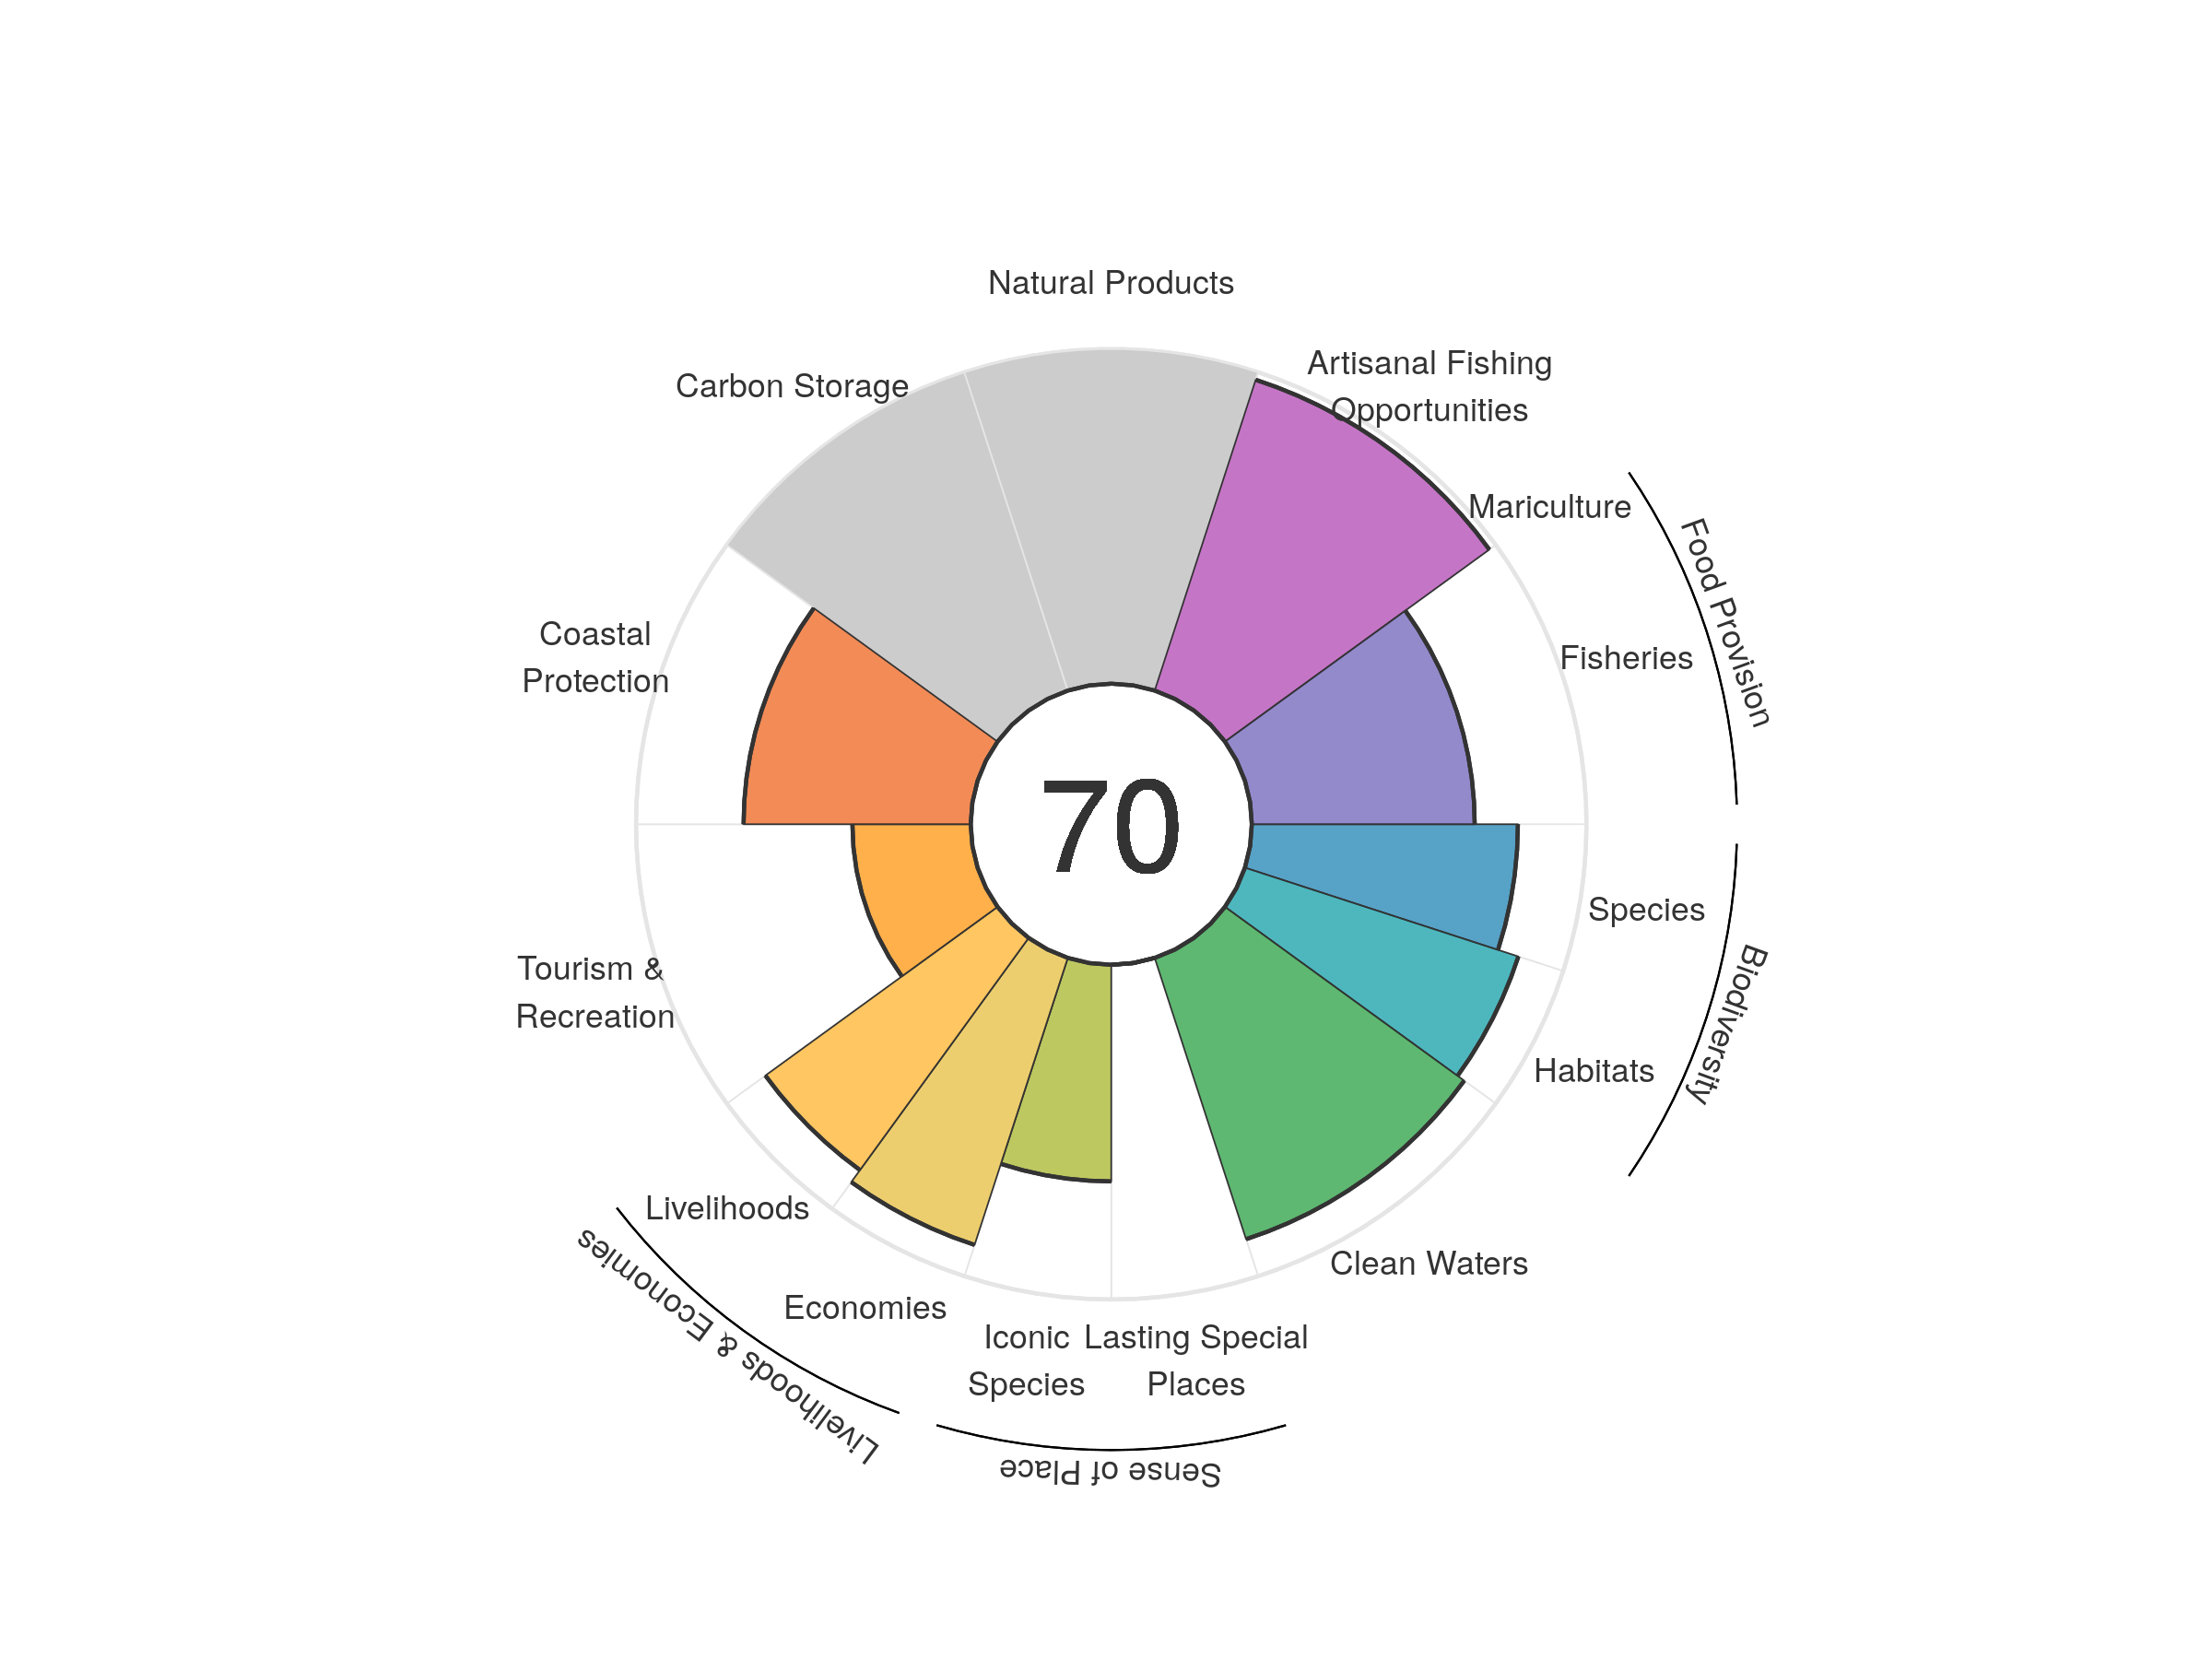 Natural Products
Carbon Storage
Artisanal Fishing
Opportunities
Mariculture
Food Provision
Fisheries
Coastal
Protection
70
Species
Biodiversity
Tourism &
Recreation
Habitats
Livelihoods
Clean Waters
Economies
Livelihoods & Economies
Iconic
Species
Lasting Special
Places
Sense of Place